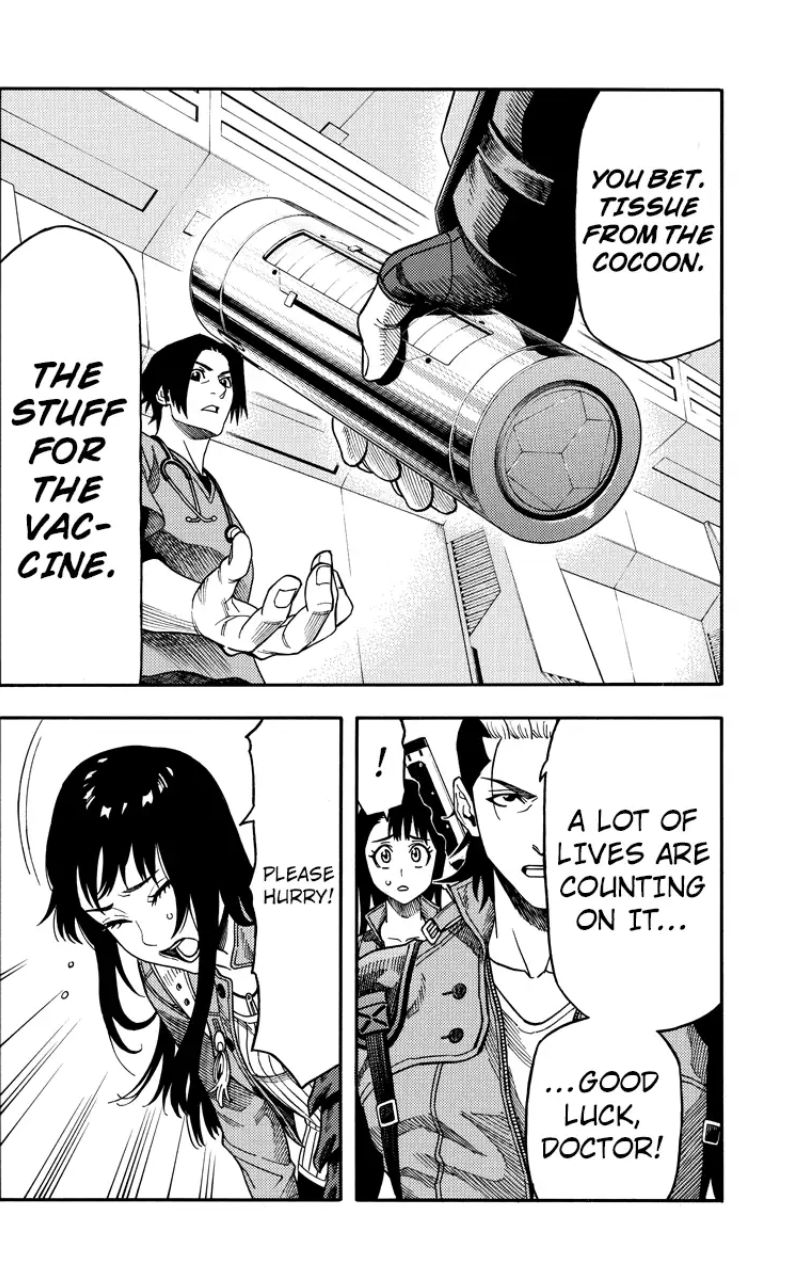 YOU BET.
TISSUE
FROM THE
COCOON.
THE
STUFF
FOR
THE
VAC-
CINE.
A LOT OF
LIVES ARE
COUNTING
ON IT...
...GOOD
LUCK,
DOCTOR!
!
PLEASE
HURRY!